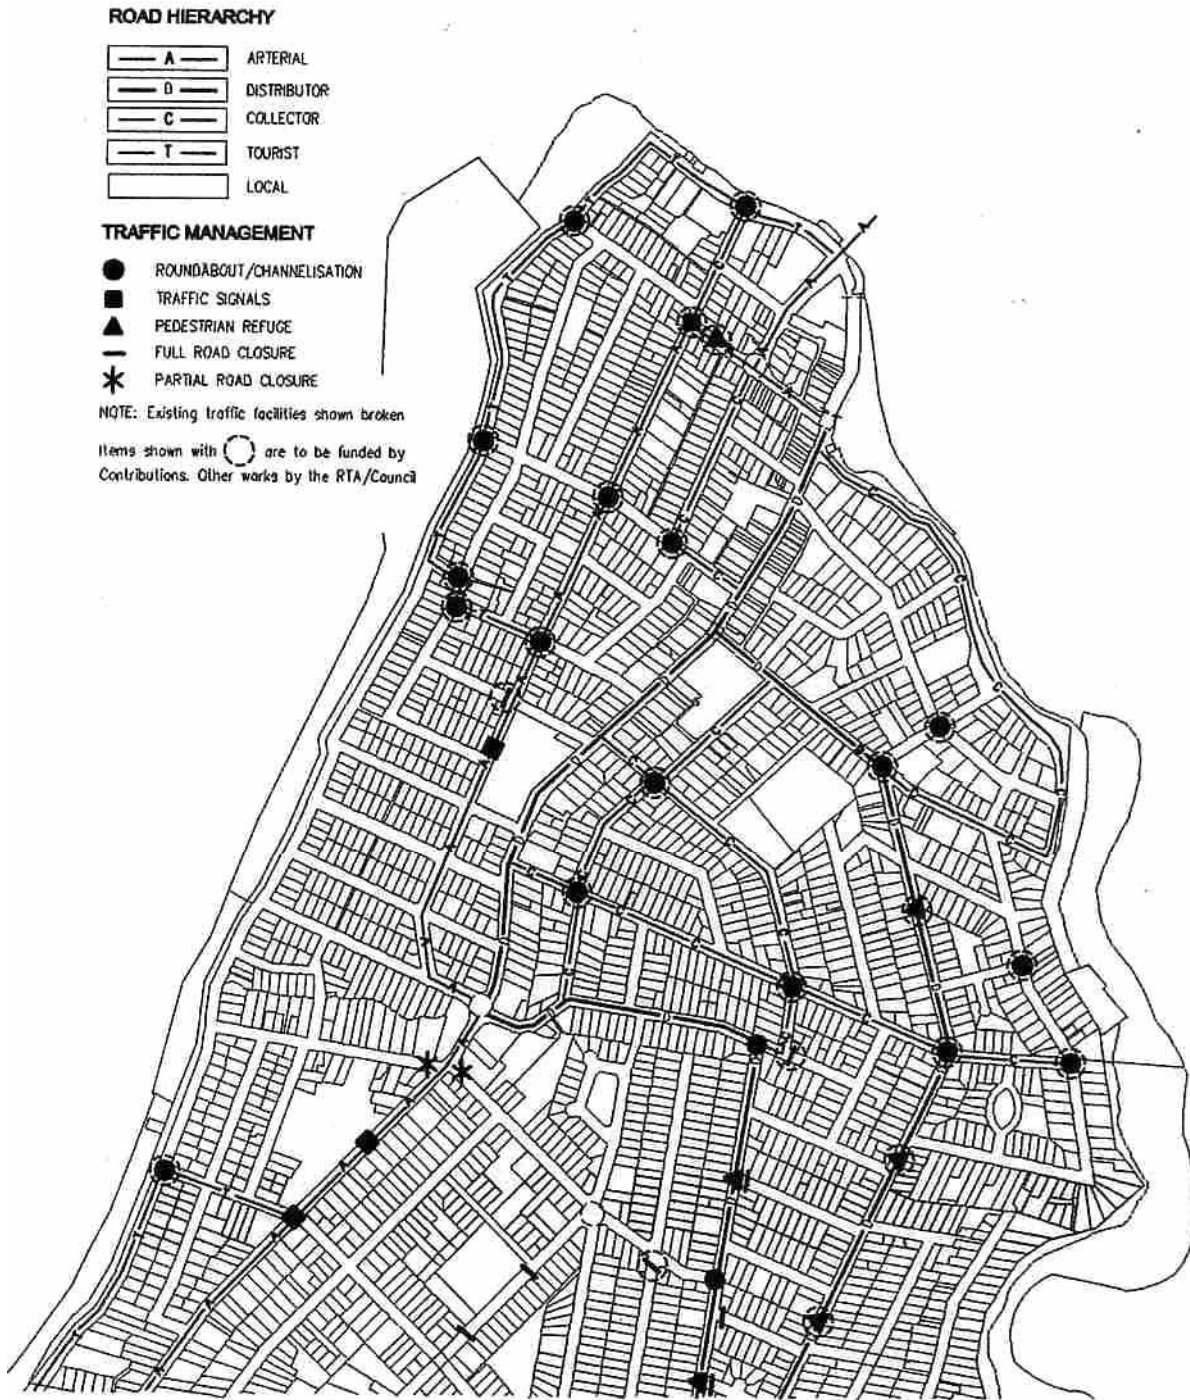 ROAD HIERARCHY
A ARTERIAL
D DISTRIBUTOR
C COLLECTOR
T TOURIST
LOCAL
TRAFFIC MANAGEMENT
ROUNDABOUT/CHANNELISATION
TRAFFIC SIGNALS
PEDESTRIAN REFUGE
FULL ROAD CLOSURE
PARTIAL ROAD CLOSURE
NOTE: Existing traffic facilities shown broken
Items shown with are to be funded by
Contributions. Other works by the RTA/Council